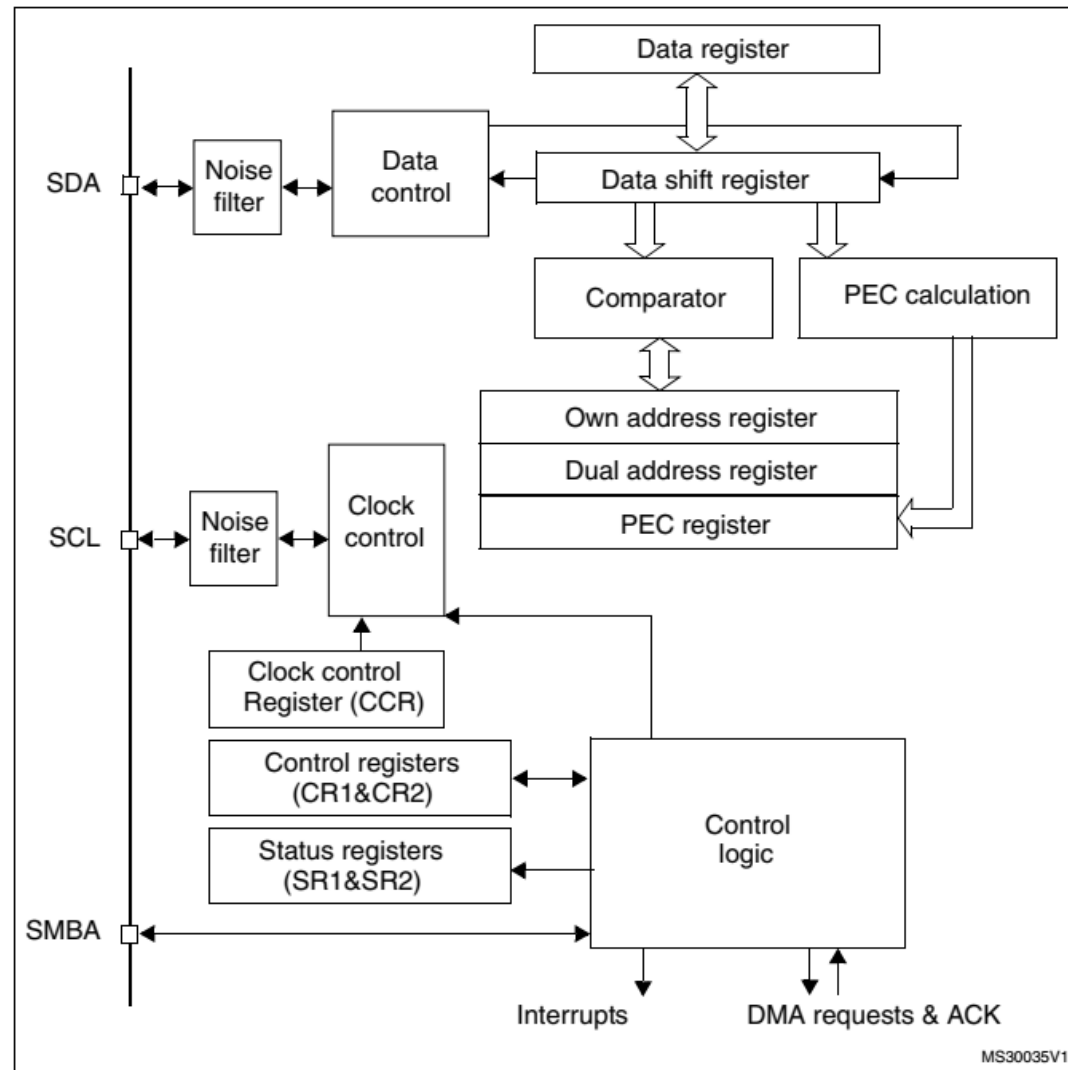 Data register
SDA
Noise
filter
Data
control
Data shift register
Comparator
PEC calculation
Own address register
Dual address register
PEC register
SCL
Noise
filter
Clock
control
Clock control
Register (CCR)
Control registers
(CR1&CR2)
Status registers
(SR1&SR2)
Control
logic
SMBA
Interrupts
DMA requests & ACK
MS30035V1